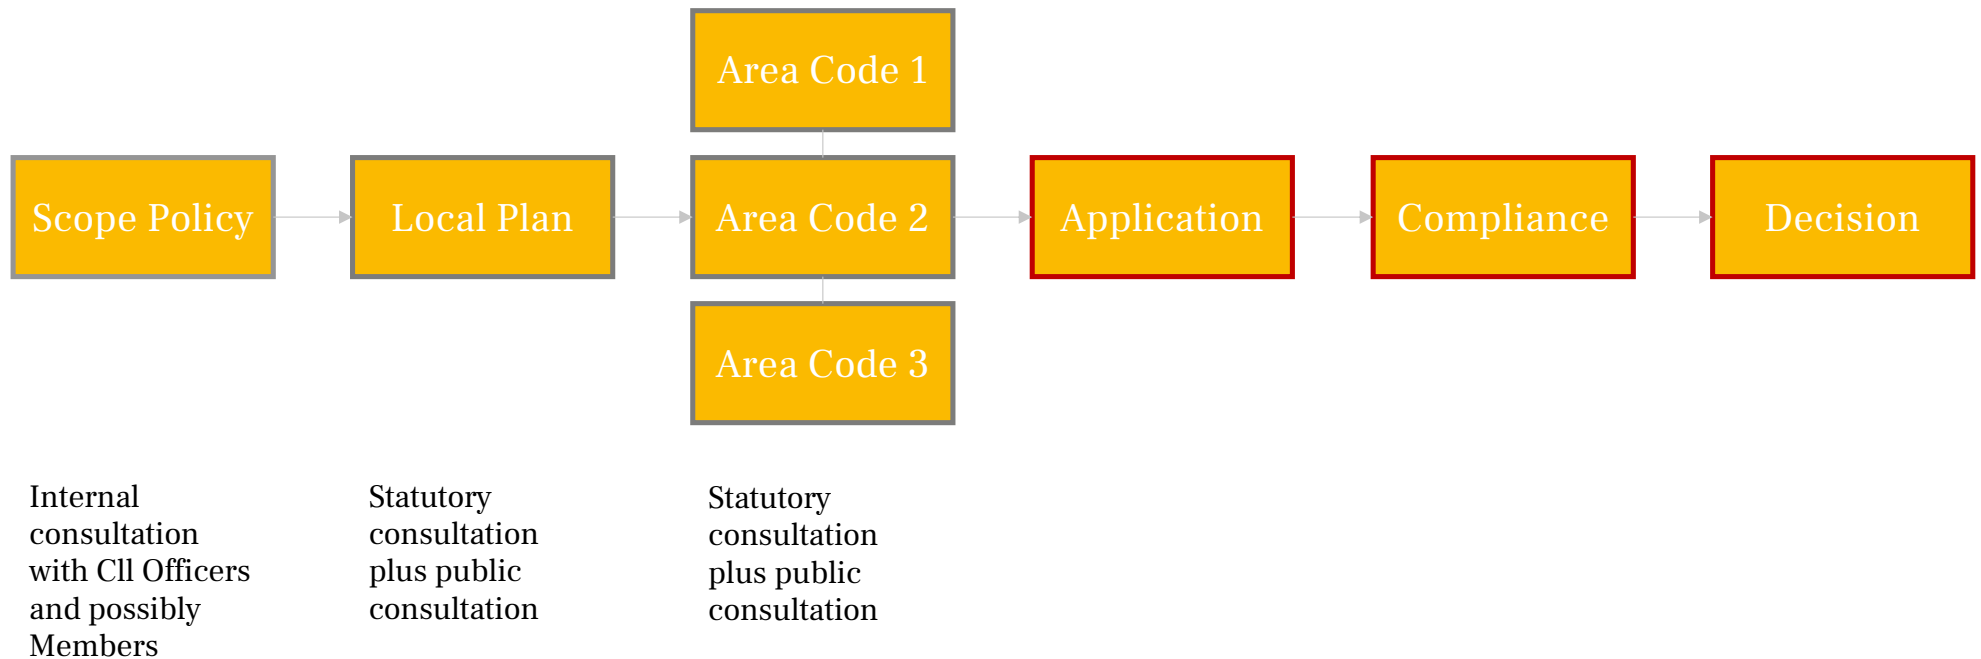 Area Code 1
Scope Policy
Local Plan
Area Code 2
Application
Compliance
Decision
Area Code 3
Internal
consultation
with Cll Officers
and possibly
Members
Statutory
consultation
plus public
consultation
Statutory
consultation
plus public
consultation